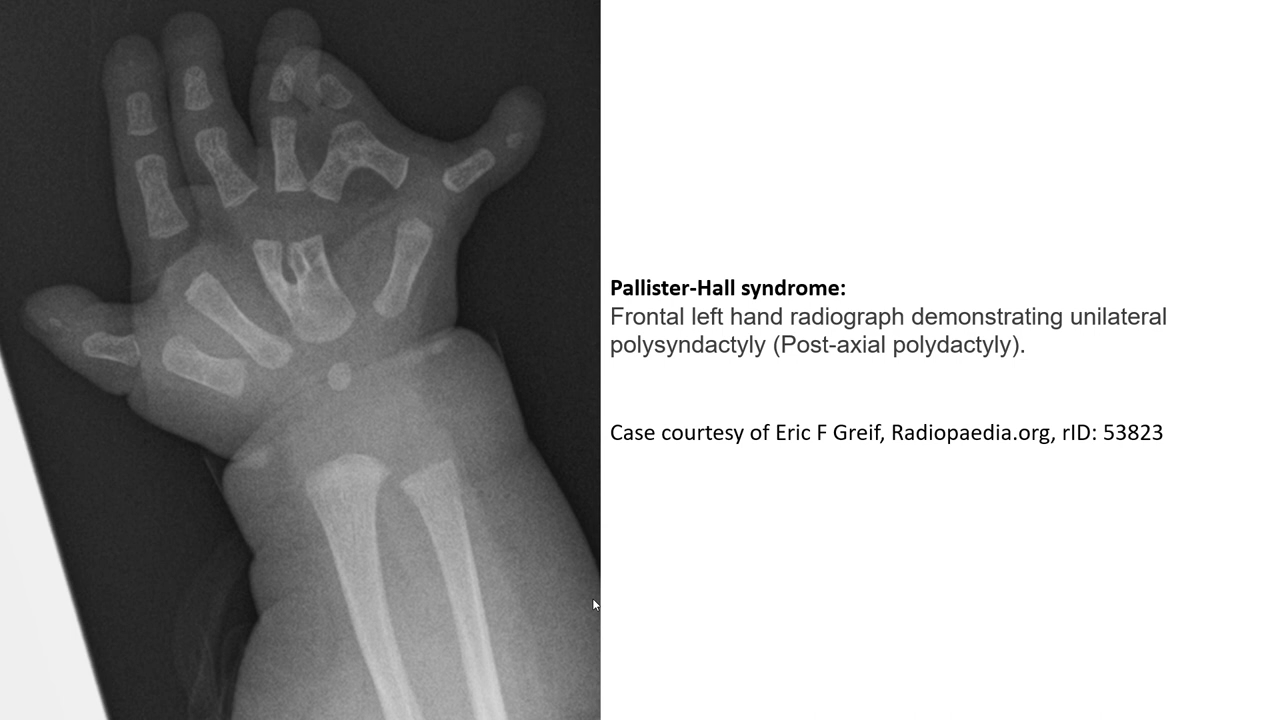 Pallister-Hall syndrome:
Frontal left hand radiograph demonstrating unilateral
polysyndactyly (Post-axial polydactyly).
Case courtesy of Eric F Greif, Radiopaedia.org, rID: 53823